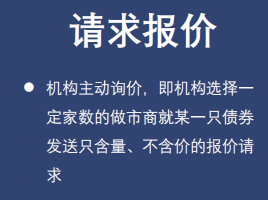 请求报价
● 机构主动询价，即机构选择一
定家数的做市商就某一只债券
发送只含量、不含价的报价请
求